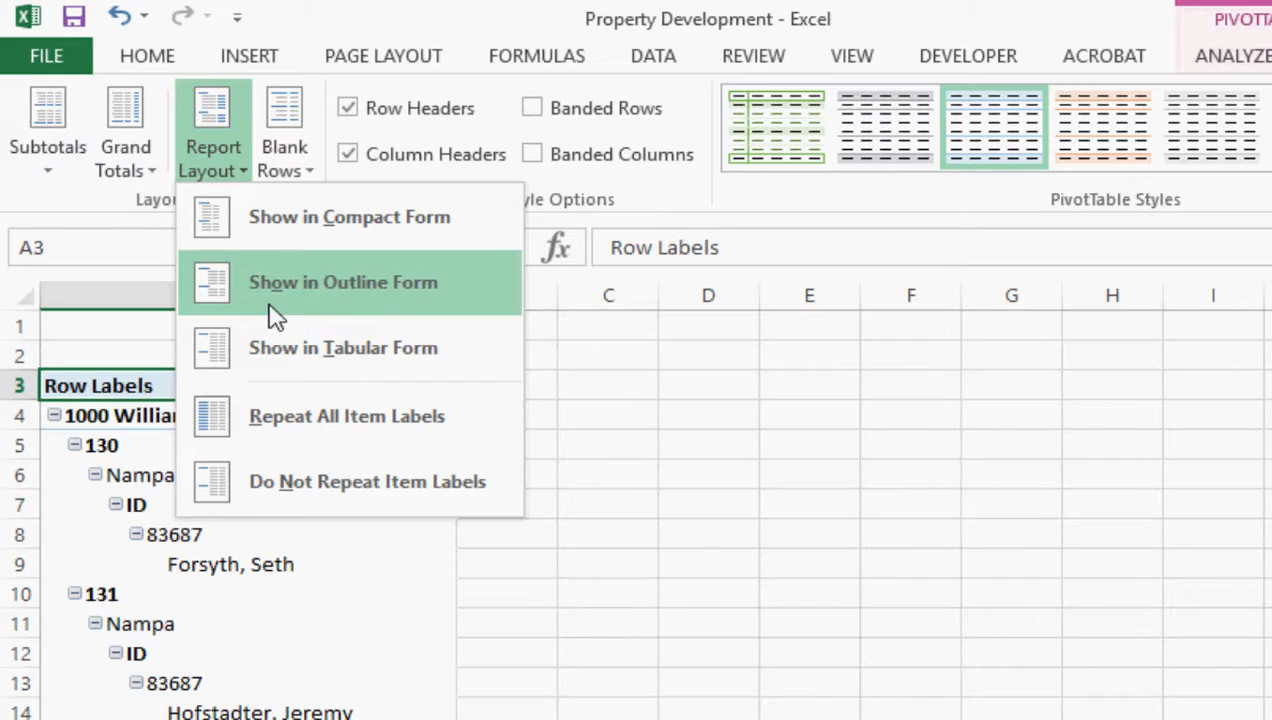 Property Development - Excel
PIVOTTA
FILE HOME INSERT PAGE LAYOUT FORMULAS DATA REVIEW VIEW DEVELOPER ACROBAT ANALYZE
Subtotals
Grand Totals
Report Layout
Blank Rows
Row Headers
Banded Rows
Column Headers
Banded Columns
Layou
yle Options
PivotTable Styles
Show in Compact Form
Show in Outline Form
Show in Tabular Form
Repeat All Item Labels
Do Not Repeat Item Labels
A3
fx
Row Labels
C D E F G H I
1
2
3 Row Labels
4 1000 Willia
5 130
6 Nampa
7 ID
8 83687
9 Forsyth, Seth
10 131
11 Nampa
12 ID
13 83687
14 Hofstadter, Jeremy